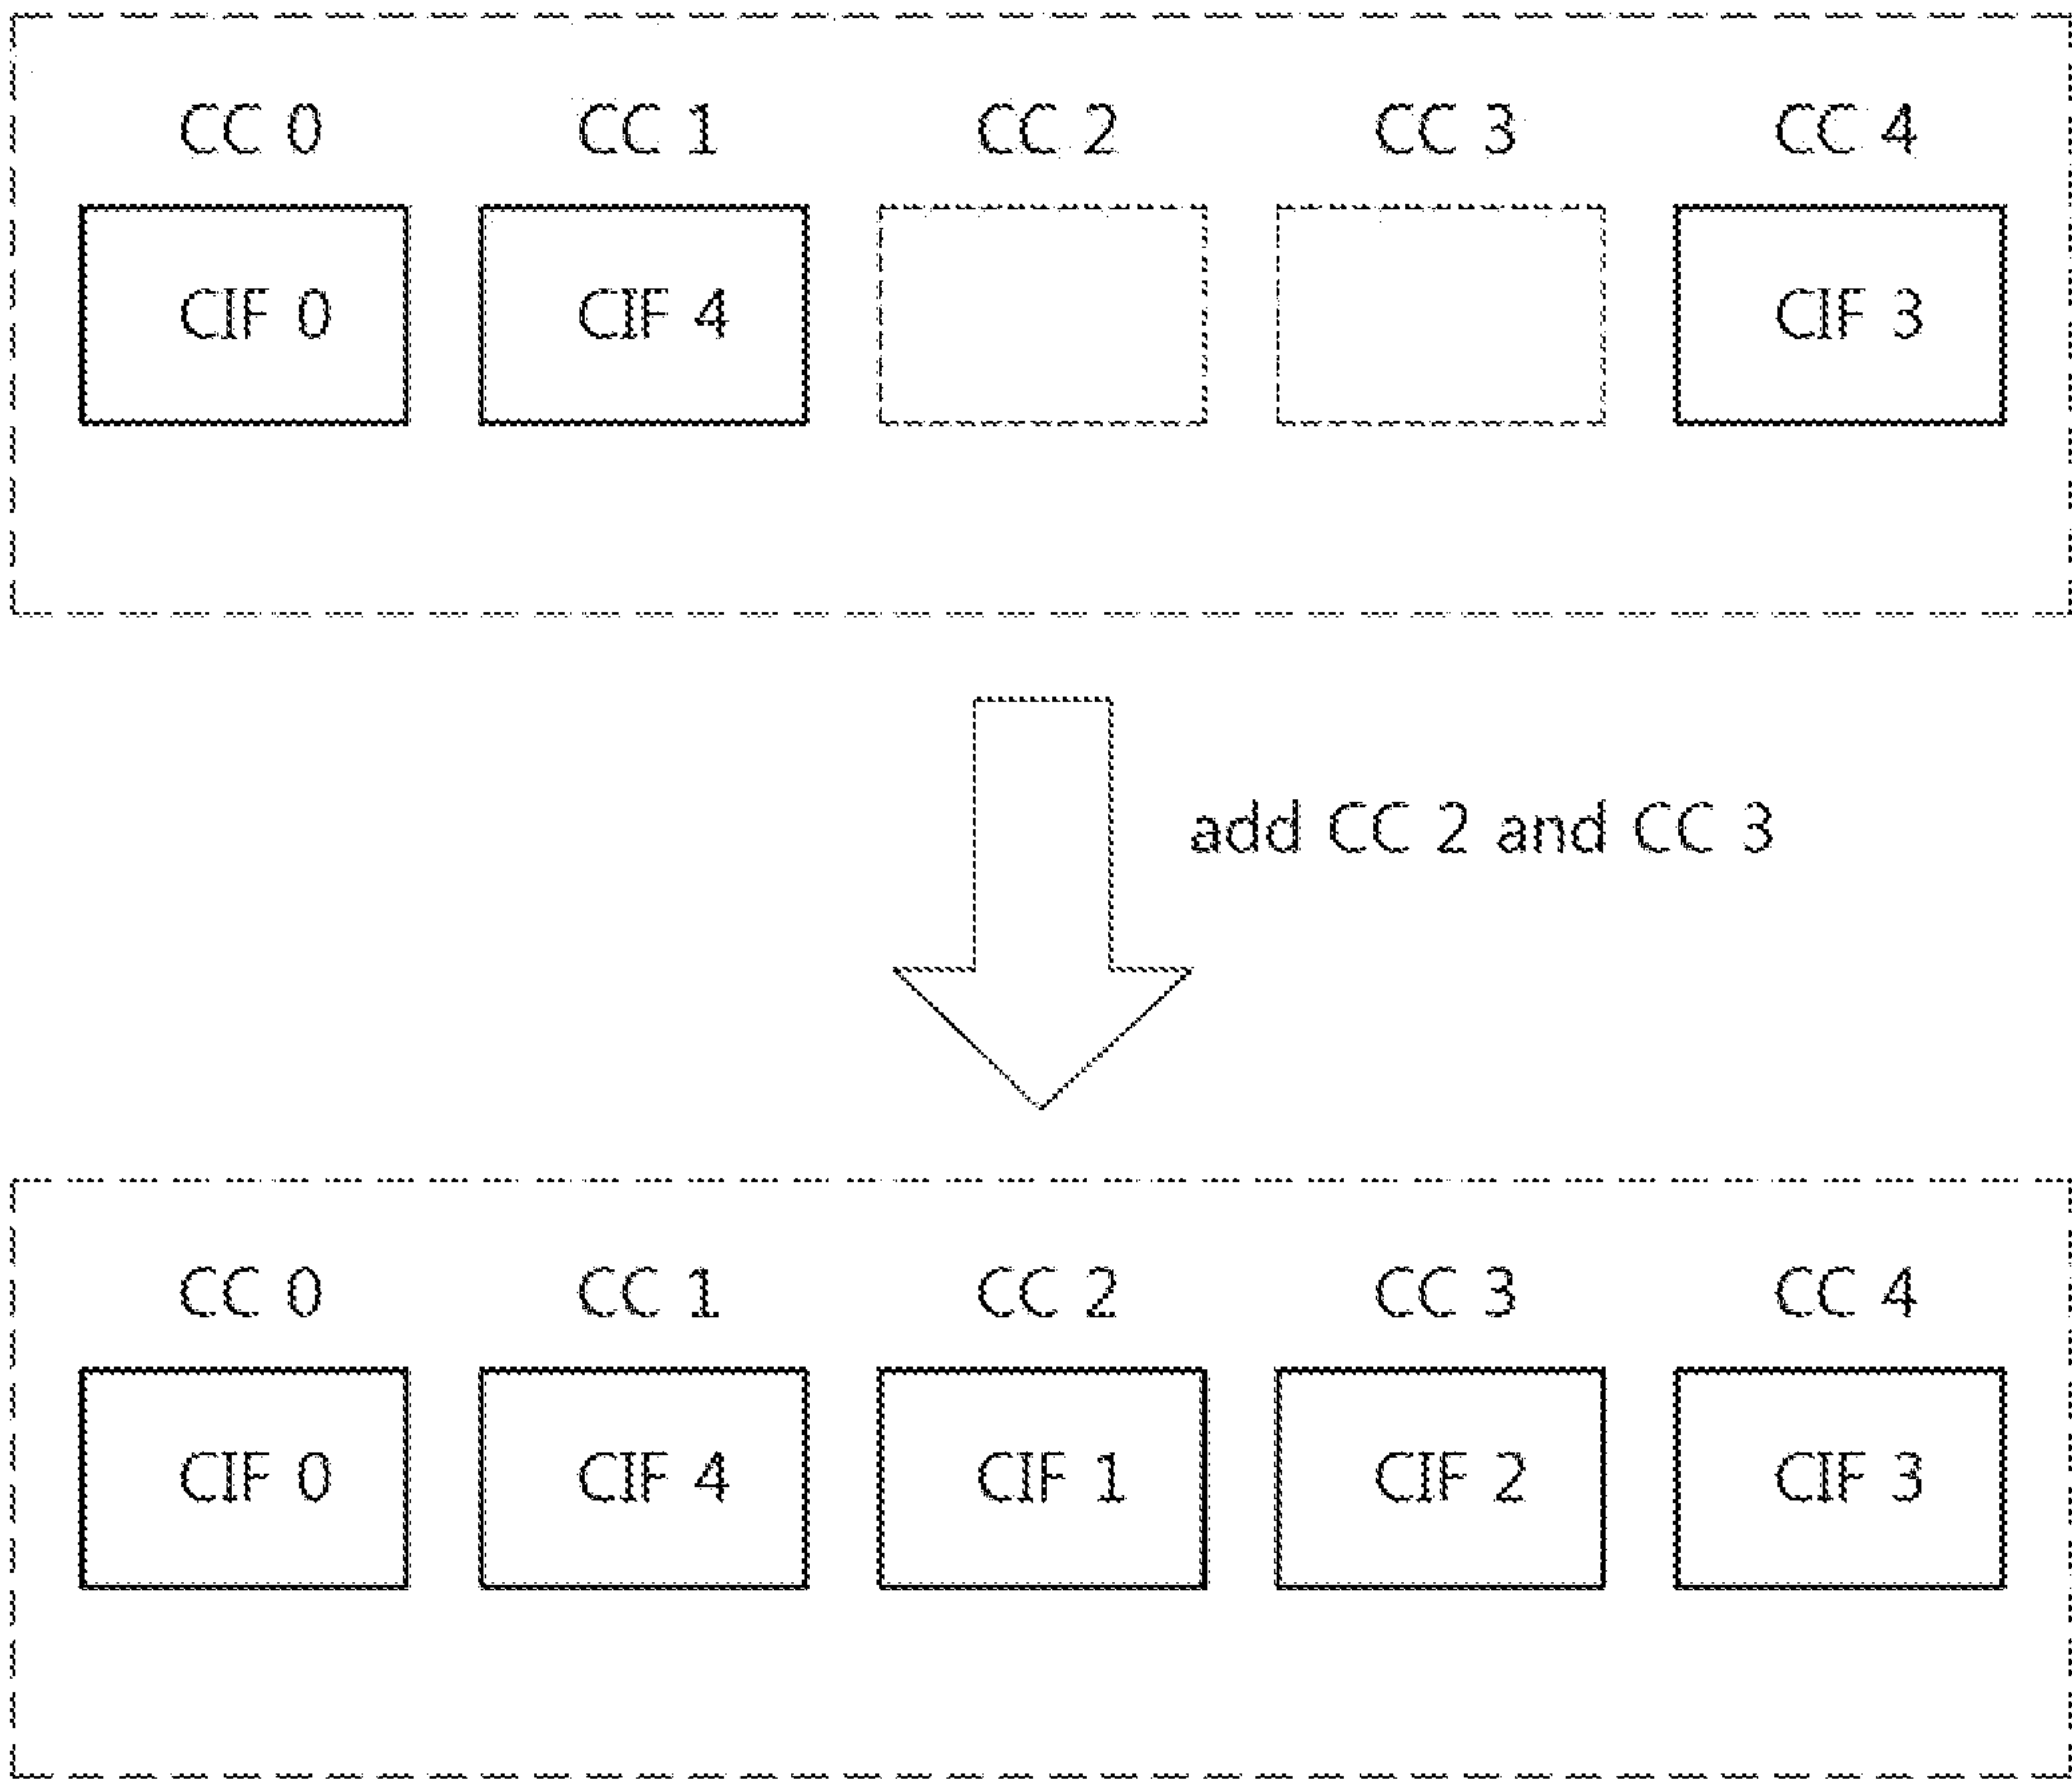 CC 0 CC 1 CC 2 CC 3 CC 4
CIF 0 CIF 4 CIF 3
add CC 2 and CC 3
CC 0 CC 1 CC 2 CC 3 CC 4
CIF 0 CIF 4 CIF 1 CIF 2 CIF 3